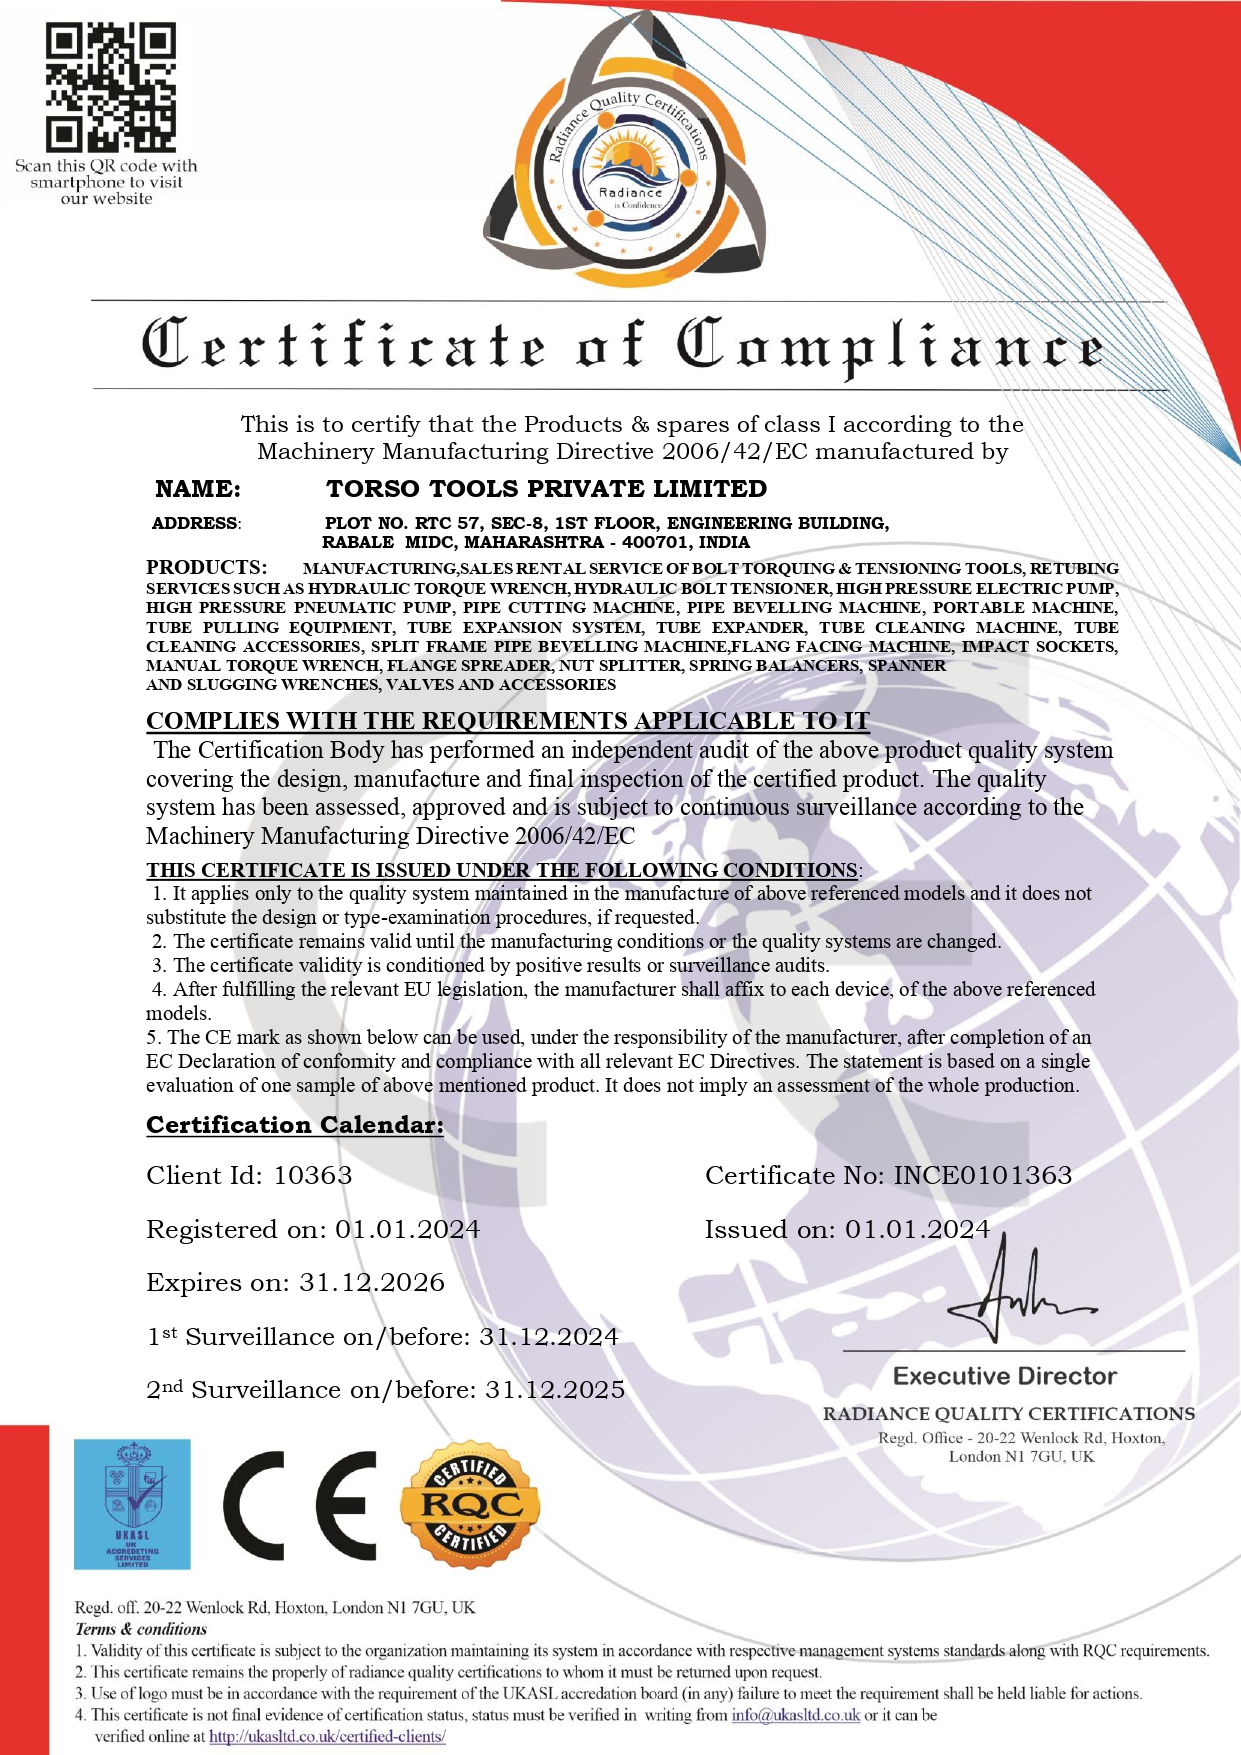 Scan this QR code with
smartphone to visit
our website
Radiance Quality Certifications
Radiance
is Confidence
Certificate of Compliance
This is to certify that the Products & spares of class I according to the
Machinery Manufacturing Directive 2006/42/EC manufactured by
NAME: TORSO TOOLS PRIVATE LIMITED
ADDRESS: PLOT NO. RTC 57, SEC-8, 1ST FLOOR, ENGINEERING BUILDING,
RABALE MIDC, MAHARASHTRA - 400701, INDIA
PRODUCTS: MANUFACTURING,SALES RENTAL SERVICE OF BOLT TORQUING & TENSIONING TOOLS, RETUBING
SERVICES SUCH AS HYDRAULIC TORQUE WRENCH, HYDRAULIC BOLT TENSIONER, HIGH PRESSURE ELECTRIC PUMP,
HIGH PRESSURE PNEUMATIC PUMP, PIPE CUTTING MACHINE, PIPE BEVELLING MACHINE, PORTABLE MACHINE,
TUBE PULLING EQUIPMENT, TUBE EXPANSION SYSTEM, TUBE EXPANDER, TUBE CLEANING MACHINE, TUBE
CLEANING ACCESSORIES, SPLIT FRAME PIPE BEVELLING MACHINE,FLANG FACING MACHINE, IMPACT SOCKETS,
MANUAL TORQUE WRENCH, FLANGE SPREADER, NUT SPLITTER, SPRING BALANCERS, SPANNER
AND SLUGGING WRENCHES, VALVES AND ACCESSORIES
COMPLIES WITH THE REQUIREMENTS APPLICABLE TO IT
The Certification Body has performed an independent audit of the above product quality system
covering the design, manufacture and final inspection of the certified product. The quality
system has been assessed, approved and is subject to continuous surveillance according to the
Machinery Manufacturing Directive 2006/42/EC
THIS CERTIFICATE IS ISSUED UNDER THE FOLLOWING CONDITIONS:
1. It applies only to the quality system maintained in the manufacture of above referenced models and it does not
substitute the design or type-examination procedures, if requested.
2. The certificate remains valid until the manufacturing conditions or the quality systems are changed.
3. The certificate validity is conditioned by positive results or surveillance audits.
4. After fulfilling the relevant EU legislation, the manufacturer shall affix to each device, of the above referenced
models.
5. The CE mark as shown below can be used, under the responsibility of the manufacturer, after completion of an
EC Declaration of conformity and compliance with all relevant EC Directives. The statement is based on a single
evaluation of one sample of above mentioned product. It does not imply an assessment of the whole production.
Certification Calendar:
Client Id: 10363 Certificate No: INCE0101363
Registered on: 01.01.2024 Issued on: 01.01.2024
Expires on: 31.12.2026
1st Surveillance on/before: 31.12.2024
2nd Surveillance on/before: 31.12.2025
Executive Director
RADIANCE QUALITY CERTIFICATIONS
Regd. Office - 20-22 Wenlock Rd, Hoxton,
London N1 7GU, UK
UKASL
UK
ACCREDETING
SERVICES
LIMITED
CE
CERTIFIED
RQC
CERTIFIED
Regd. off. 20-22 Wenlock Rd, Hoxton, London N1 7GU, UK
Terms & conditions
1. Validity of this certificate is subject to the organization maintaining its system in accordance with respective management systems standards along with RQC requirements.
2. This certificate remains the properly of radiance quality certifications to whom it must be returned upon request.
3. Use of logo must be in accordance with the requirement of the UKASL accredation board (in any) failure to meet the requirement shall be held liable for actions.
4. This certificate is not final evidence of certification status, status must be verified in writing from info@ukasltd.co.uk or it can be
verified online at http://ukasltd.co.uk/certified-clients/